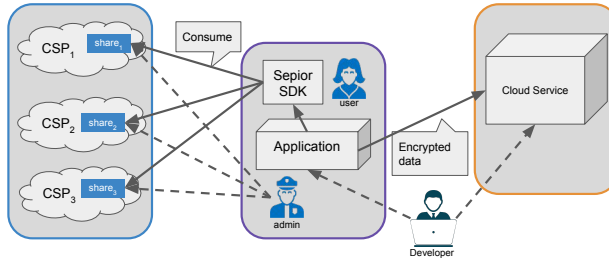 CSP1
share1
CSP2
share2
CSP3
share3
Consume
Sepior
SDK
user
Application
admin
Encrypted
data
Developer
Cloud Service